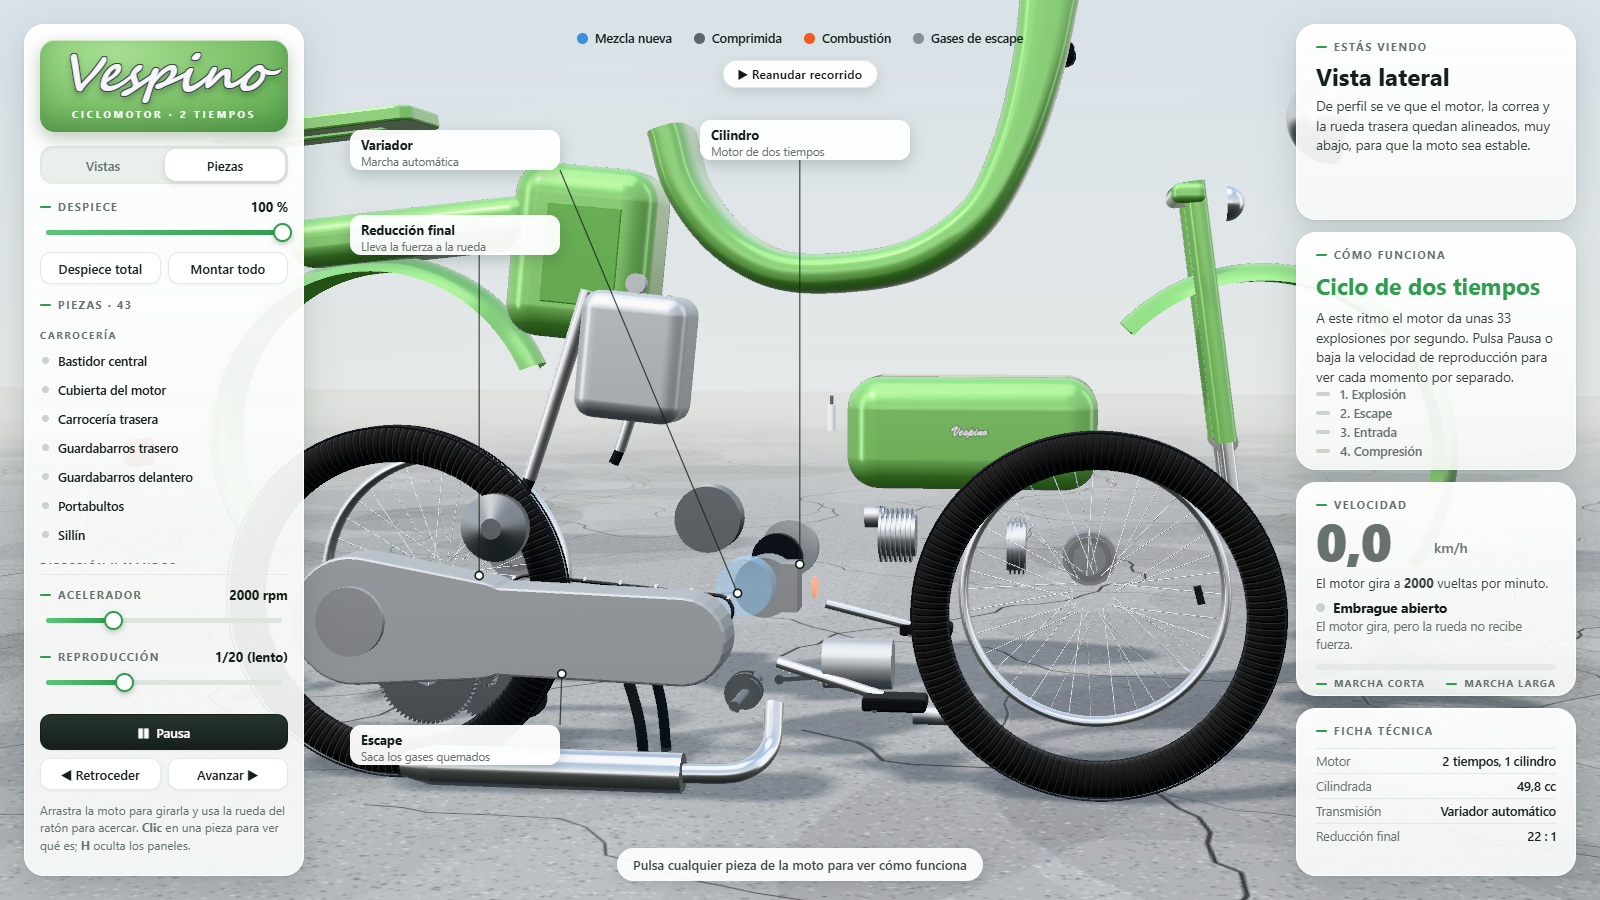 Vespino
CICLOMOTOR · 2 TIEMPOS
Vistas
Piezas
DESPIECE
100 %
Despiece total
Montar todo
PIEZAS · 43
CARROCERÍA
Bastidor central
Cubierta del motor
Carrocería trasera
Guardabarros trasero
Guardabarros delantero
Portabultos
Sillín
ACELERADOR
2000 rpm
REPRODUCCIÓN
1/20 (lento)
Pausa
Retroceder
Avanzar
Arrastra la moto para girarla y usa la rueda del
ratón para acercar. Clic en una pieza para ver
qué es; H oculta los paneles.
Mezcla nueva
Comprimida
Combustión
Gases de escape
Reanudar recorrido
Variador
Marcha automática
Cilindro
Motor de dos tiempos
Reducción final
Lleva la fuerza a la rueda
Vespino
Escape
Saca los gases quemados
Pulsa cualquier pieza de la moto para ver cómo funciona
ESTÁS VIENDO
Vista lateral
De perfil se ve que el motor, la correa y
la rueda trasera quedan alineados, muy
abajo, para que la moto sea estable.
CÓMO FUNCIONA
Ciclo de dos tiempos
A este ritmo el motor da unas 33
explosiones por segundo. Pulsa Pausa o
baja la velocidad de reproducción para
ver cada momento por separado.
1. Explosión
2. Escape
3. Entrada
4. Compresión
VELOCIDAD
0,0 km/h
El motor gira a 2000 vueltas por minuto.
Embrague abierto
El motor gira, pero la rueda no recibe
fuerza.
MARCHA CORTA
MARCHA LARGA
FICHA TÉCNICA
Motor
2 tiempos, 1 cilindro
Cilindrada
49,8 cc
Transmisión
Variador automático
Reducción final
22 : 1